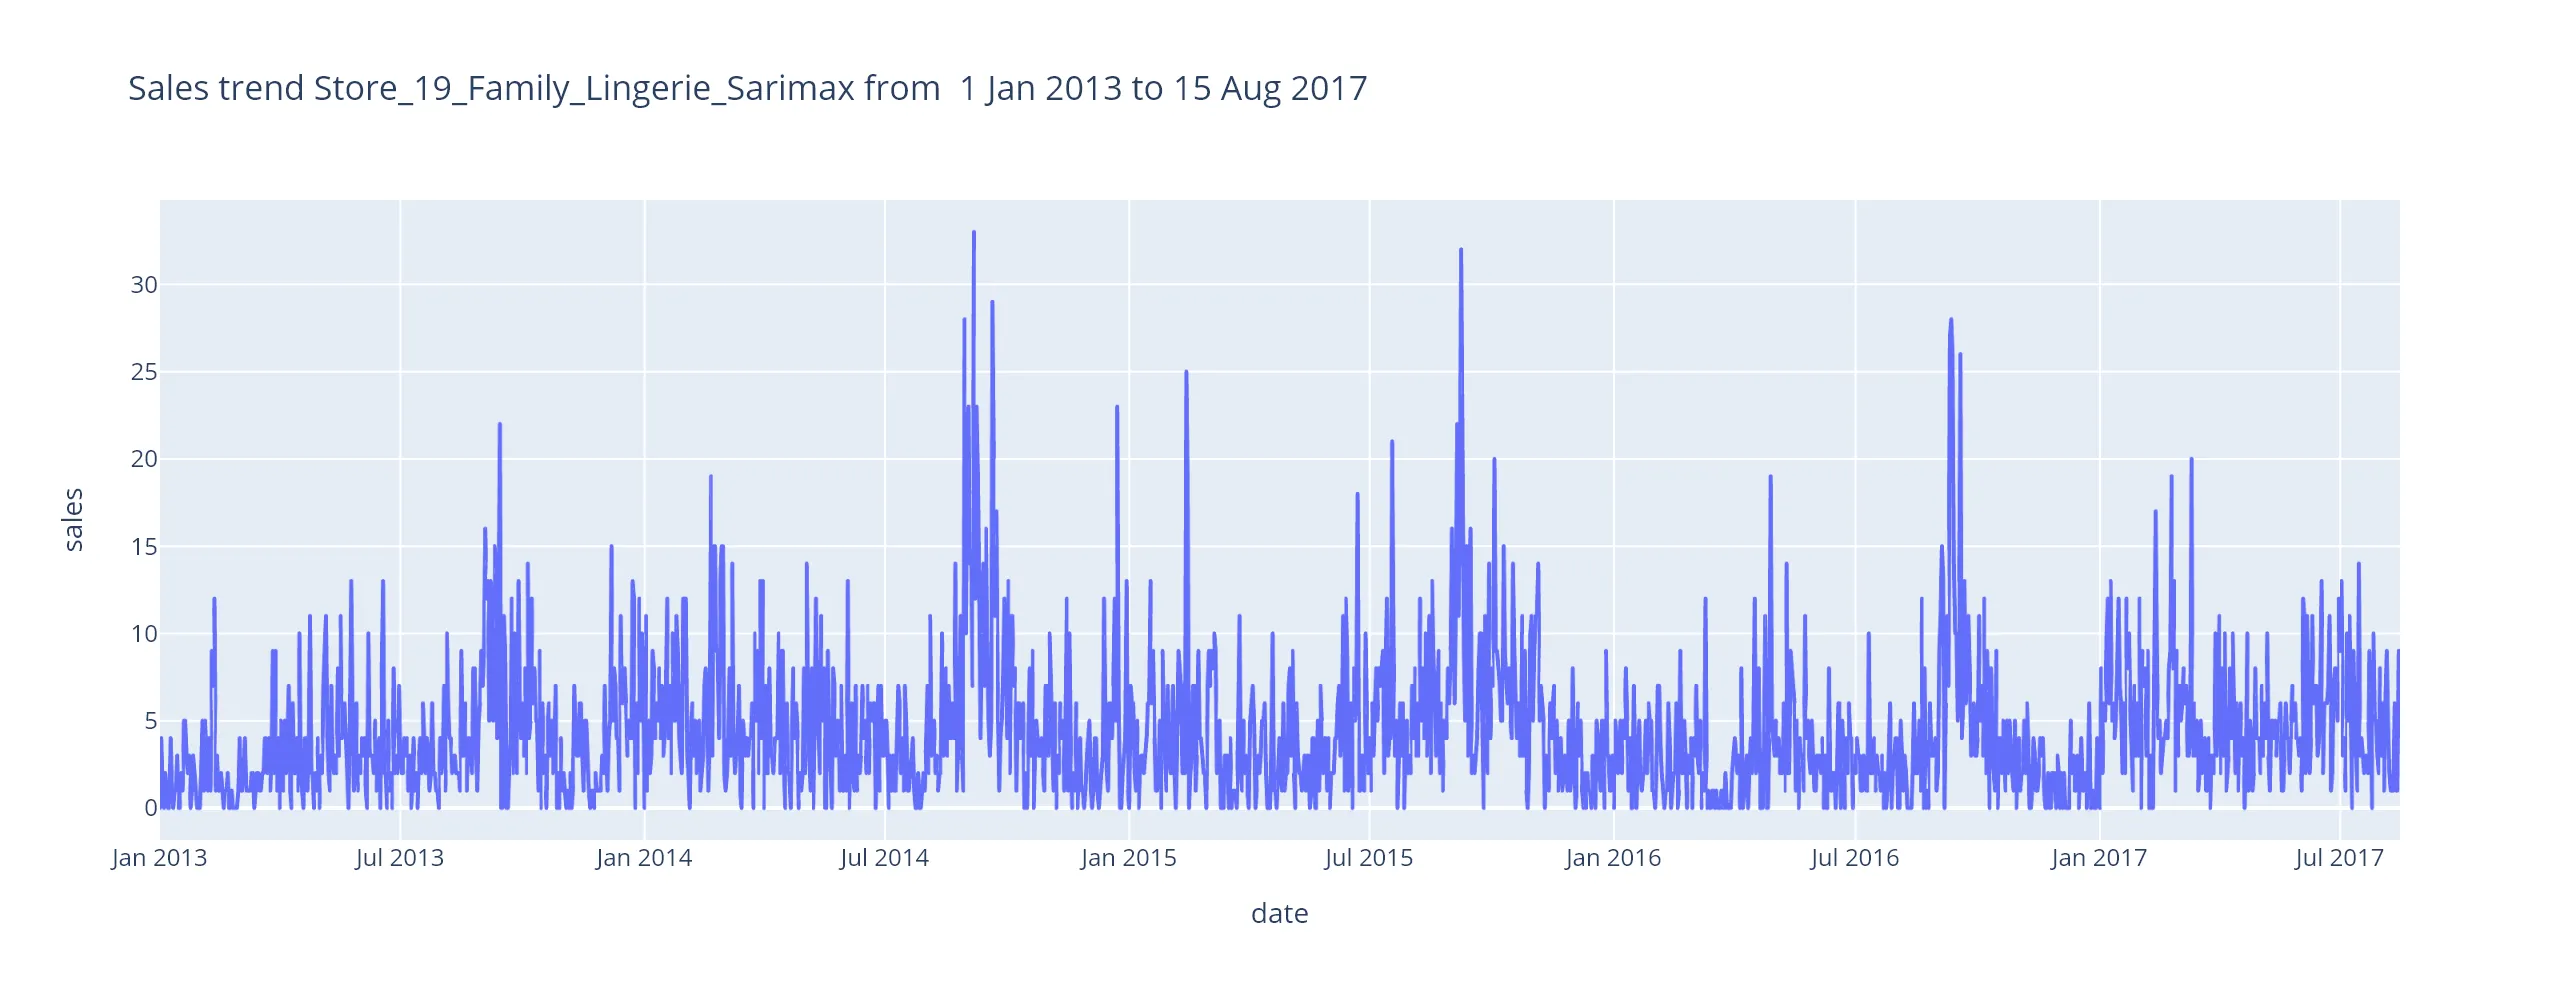 Sales trend Store_19_Family_Lingerie_Sarimax from  1 Jan 2013 to 15 Aug 2017
30
25
20
15
10
5
0
sales
Jan 2013
Jul 2013
Jan 2014
Jul 2014
Jan 2015
Jul 2015
Jan 2016
Jul 2016
Jan 2017
Jul 2017
date